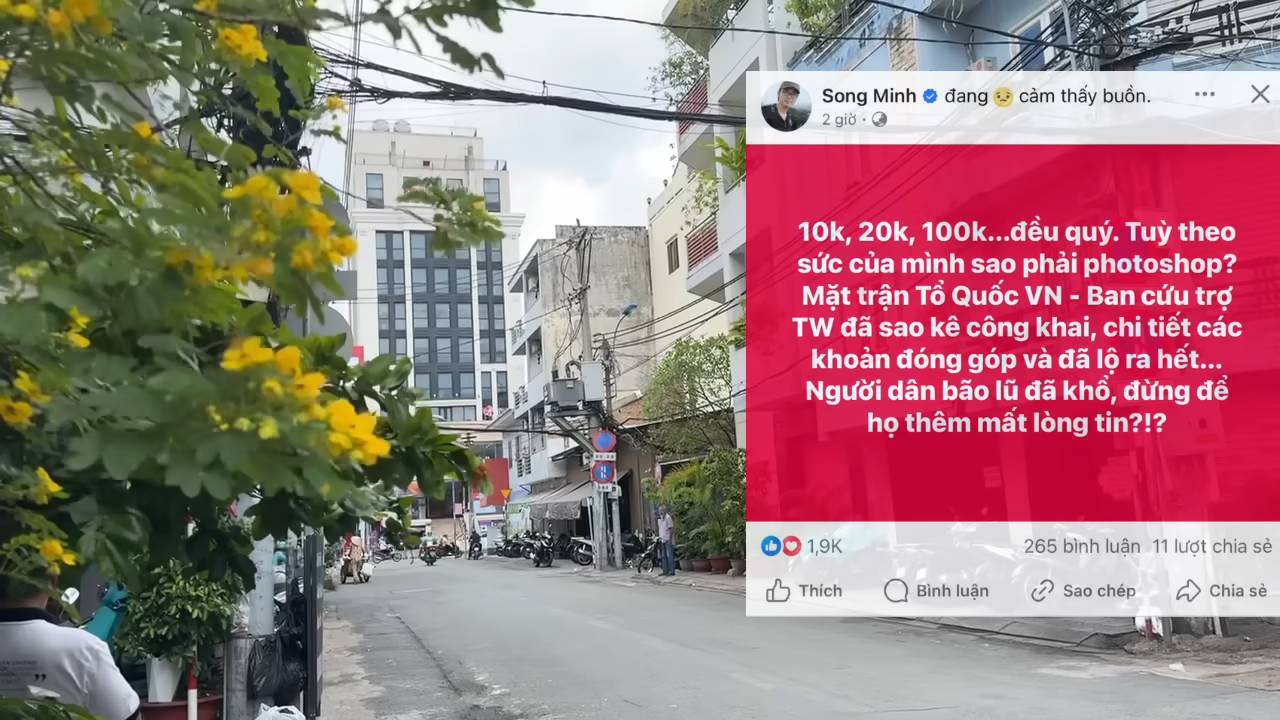 Song Minh đang cảm thấy buồn.
2 giờ
10k, 20k, 100k...đều quý. Tuỳ theo
sức của mình sao phải photoshop?
Mặt trận Tổ Quốc VN - Ban cứu trợ
TW đã sao kê công khai, chi tiết các
khoản đóng góp và đã lộ ra hết...
Người dân bão lũ đã khổ, đừng để
họ thêm mất lòng tin?!?
1,9K
265 bình luận 11 lượt chia sẻ
Thích Bình luận Sao chép Chia sẻ